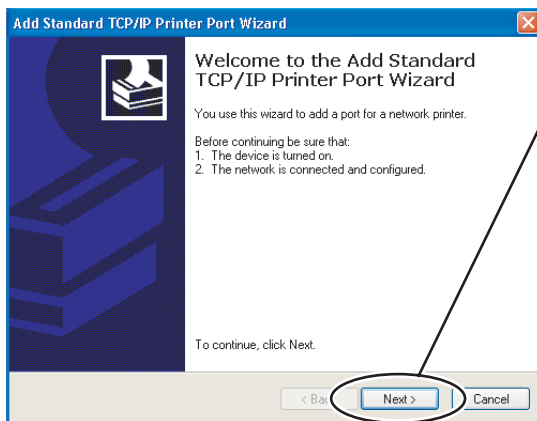 Add Standard TCP/IP Printer Port Wizard
Welcome to the Add Standard
TCP/IP Printer Port Wizard
You use this wizard to add a port for a network printer.
Before continuing be sure that:
1. The device is turned on.
2. The network is connected and configured.
To continue, click Next.
< Ba
Next >
Cancel